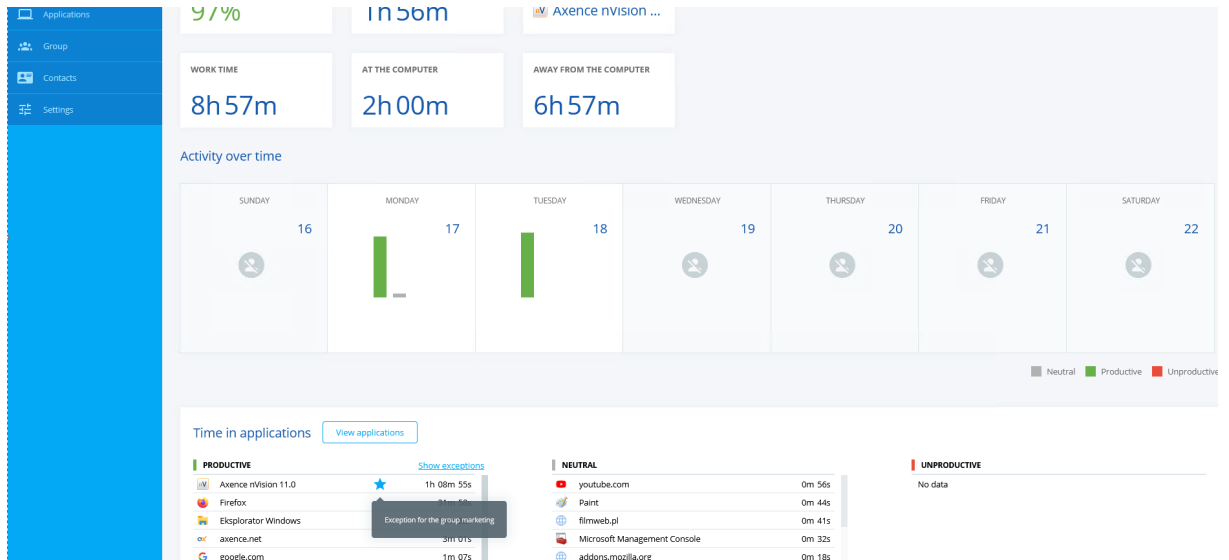 Applications
Group
Contacts
Settings
97%
1h 56m
Axence nVision ...
WORK TIME
8h 57m
AT THE COMPUTER
2h 00m
AWAY FROM THE COMPUTER
6h 57m
Activity over time
SUNDAY
16
MONDAY
17
TUESDAY
18
WEDNESDAY
19
THURSDAY
20
FRIDAY
21
SATURDAY
22
Neutral Productive Unproductive
Time in applications View applications
PRODUCTIVE Show exceptions
Axence nVision 11.0 1h 08m 55s
Firefox
Eksplorator Windows
Exception for the group marketing
axence.net 3m 01s
google.com 1m 07s
NEUTRAL
youtube.com 0m 56s
Paint 0m 44s
filmweb.pl 0m 41s
Microsoft Management Console 0m 32s
addons.mozilla.org 0m 18s
UNPRODUCTIVE
No data